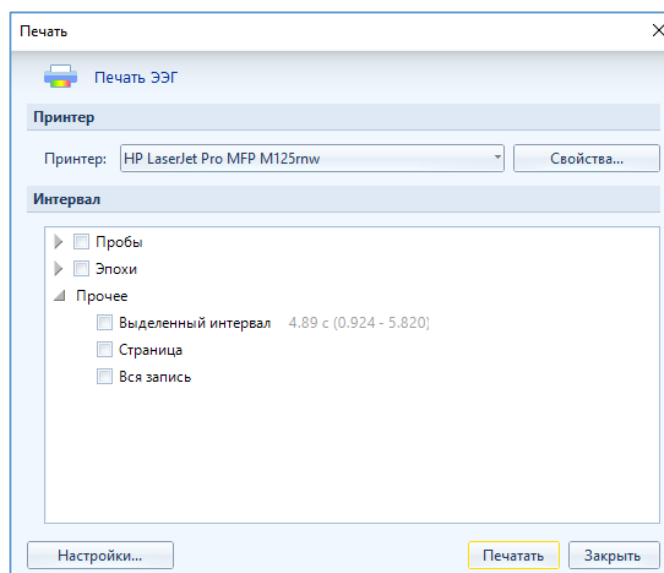 Печать
Печать ЭЭГ
Принтер
Принтер: HP LaserJet Pro MFP M125rnw Свойства...
Интервал
Пробы
Эпохи
Прочее
Выделенный интервал 4.89 с (0.924 - 5.820)
Страница
Вся запись
Настройки... Печатать Закрыть